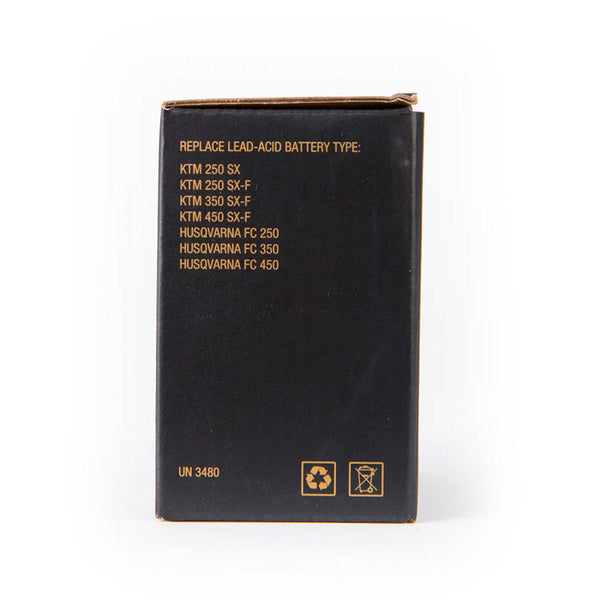 REPLACE LEAD-ACID BATTERY TYPE:
KTM 250 SX
KTM 250 SX-F
KTM 350 SX-F
KTM 450 SX-F
HUSQVARNA FC 250
HUSQVARNA FC 350
HUSQVARNA FC 450
UN 3480